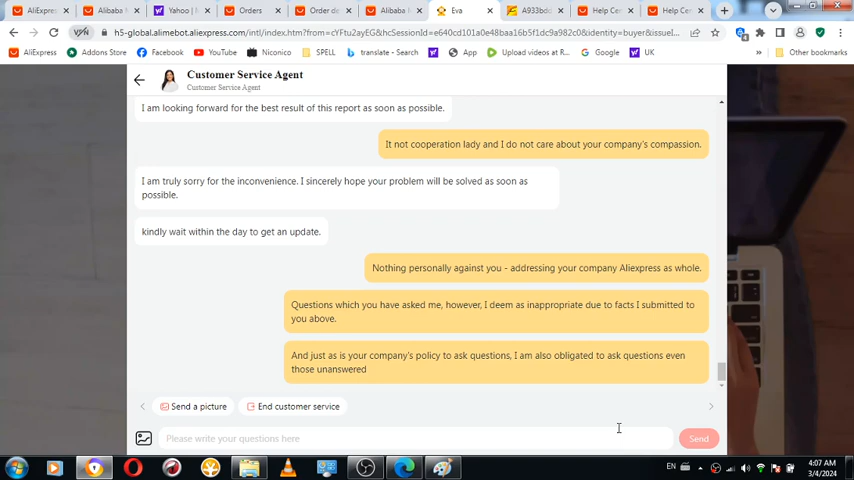 AliExpres
Alibaba
Yahoo |
Orders
Order de
Alibaba
Eva
A933bdd
Help Cer
Help Cer
h5-global.alimebot.aliexpress.com/intl/index.htm?from=cYFtu2ayEG&hcSessionId=e640cd101a0e48baa16b5f1dc9a982c0&identity=buyer&issueI...
AliExpress
Addons Store
Facebook
YouTube
Niconico
SPELL
translate - Search
App
Upload videos at R...
Google
UK
Other bookmarks
Customer Service Agent
Customer Service Agent
I am looking forward for the best result of this report as soon as possible.
It not cooperation lady and I do not care about your company's compassion.
I am truly sorry for the inconvenience. I sincerely hope your problem will be solved as soon as
possible.
kindly wait within the day to get an update.
Nothing personally against you - addressing your company Aliexpress as whole.
Questions which you have asked me, however, I deem as inappropriate due to facts I submitted to
you above.
And just as is your company's policy to ask questions, I am also obligated to ask questions even
those unanswered
Send a picture
End customer service
Please write your questions here
Send
EN
4:07 AM
3/4/2024